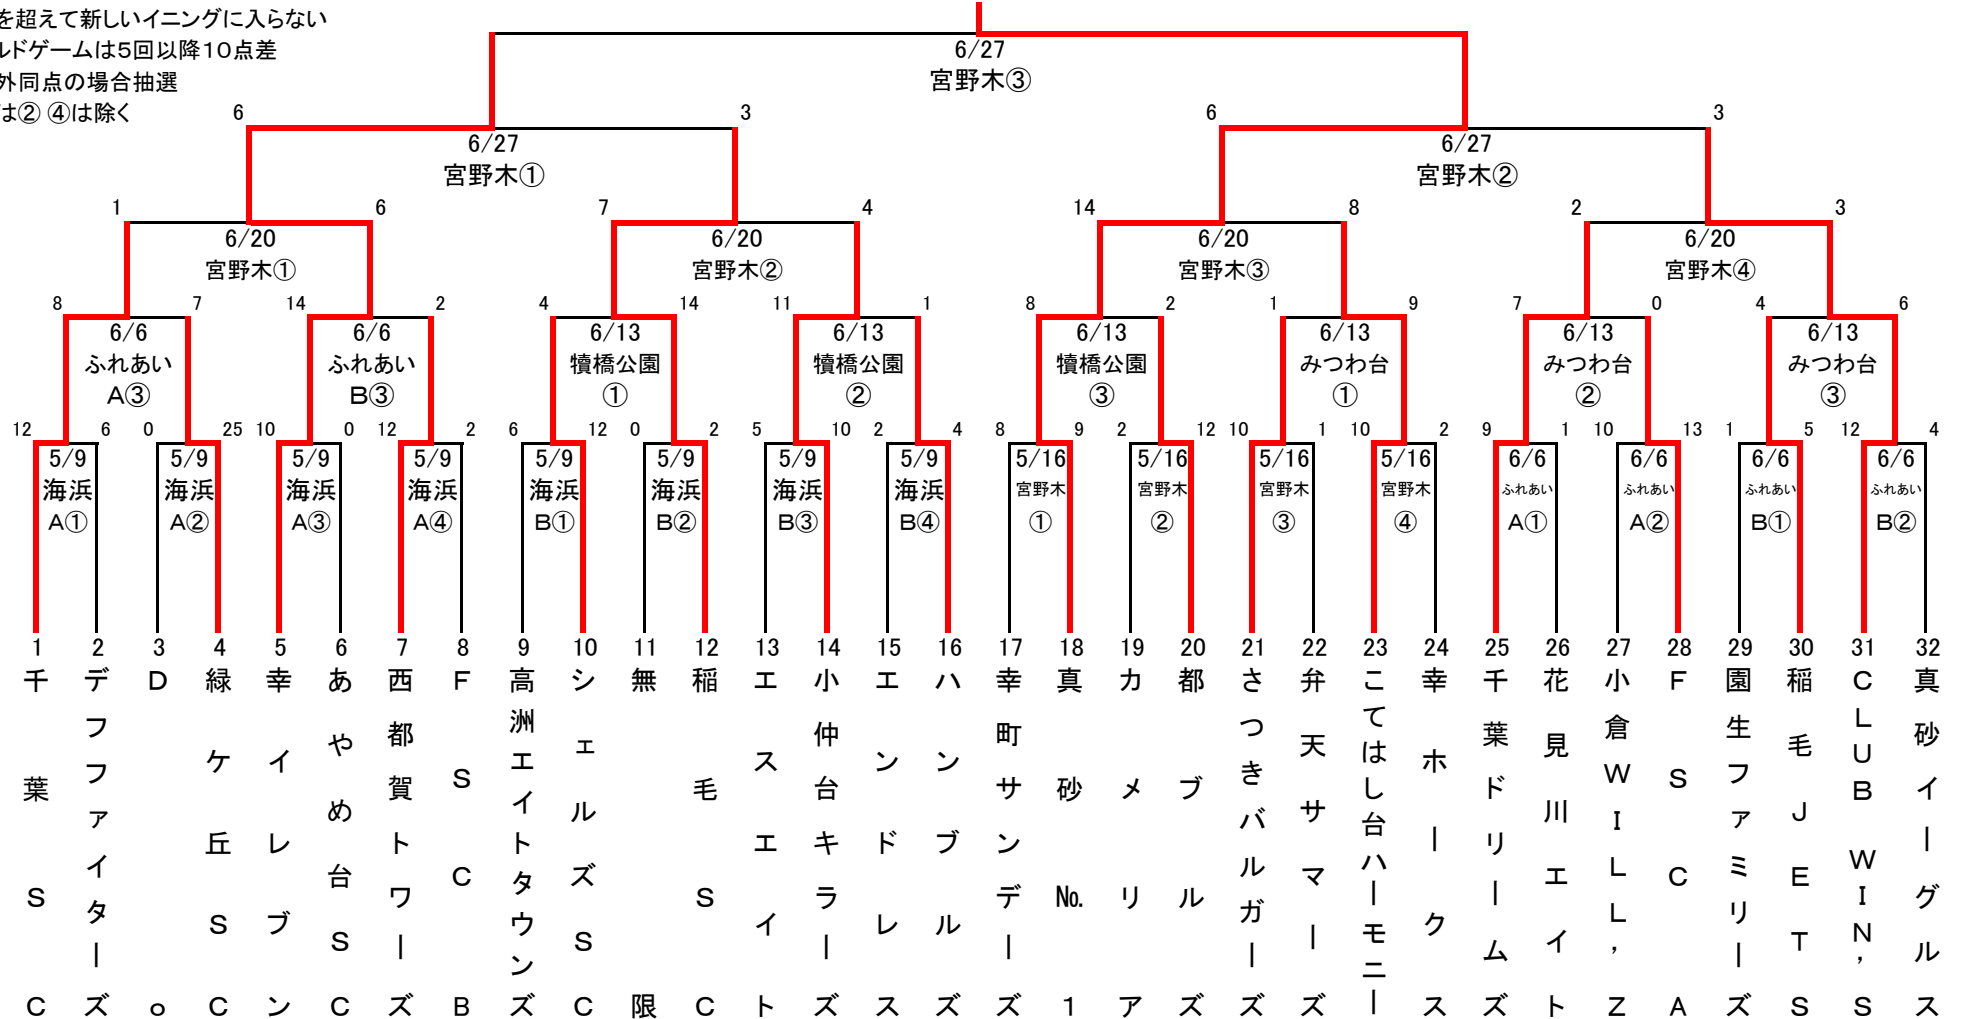 を超えて新しいイニングに入らない
ルドゲームは5回以降10点差
外同点の場合抽選
は② ④は除く
6/27
宮野木③
6 3 6 3
6/27 6/27
宮野木① 宮野木②
1 6 7 4 14 8 2 3
6/20 6/20 6/20 6/20
宮野木① 宮野木② 宮野木③ 宮野木④
8 7 14 2 4 14 11 1 8 2 1 9 7 0 4 6
6/6 6/6 6/13 6/13 6/13 6/13 6/13 6/13
ふれあい ふれあい 犢橋公園 犢橋公園 犢橋公園 みつわ台 みつわ台 みつわ台
A③ B③ ① ② ③ ① ② ③
12 6 0 25 10 0 12 2 6 12 0 2 5 10 2 4 8 9 2 12 10 1 10 2 9 1 10 13 1 5 12 4
5/9 5/9 5/9 5/9 5/9 5/9 5/9 5/9 5/16 5/16 5/16 5/16 6/6 6/6 6/6 6/6
海浜 海浜 海浜 海浜 海浜 海浜 海浜 海浜 宮野木 宮野木 宮野木 宮野木 ふれあい ふれあい ふれあい ふれあい
A① A② A③ A④ B① B② B③ B④ ① ② ③ ④ A① A② B① B②
1 2 3 4 5 6 7 8 9 10 11 12 13 14 15 16 17 18 19 20 21 22 23 24 25 26 27 28 29 30 31 32
千葉SC
デフファイターズ
Do
緑ケ丘SC
幸イレブン
あやめ台SC
西都賀トワーズ
FSCB
高洲エイトタウンズ
シェルズSC
無限
稲毛SC
エスエイト
小仲台キラーズ
エンドレス
ハンブルズ
幸町サンデーズ
真砂№1
カメリア
都ブルズ
さつきバルガーズ
弁天サマーズ
こてはし台ハーモニー
幸ホークス
千葉ドリームズ
花見川エイト
小倉WILL'Z
FSCA
園生ファミリーズ
稲毛JETS
CLUB WIN'S
真砂イーグルス